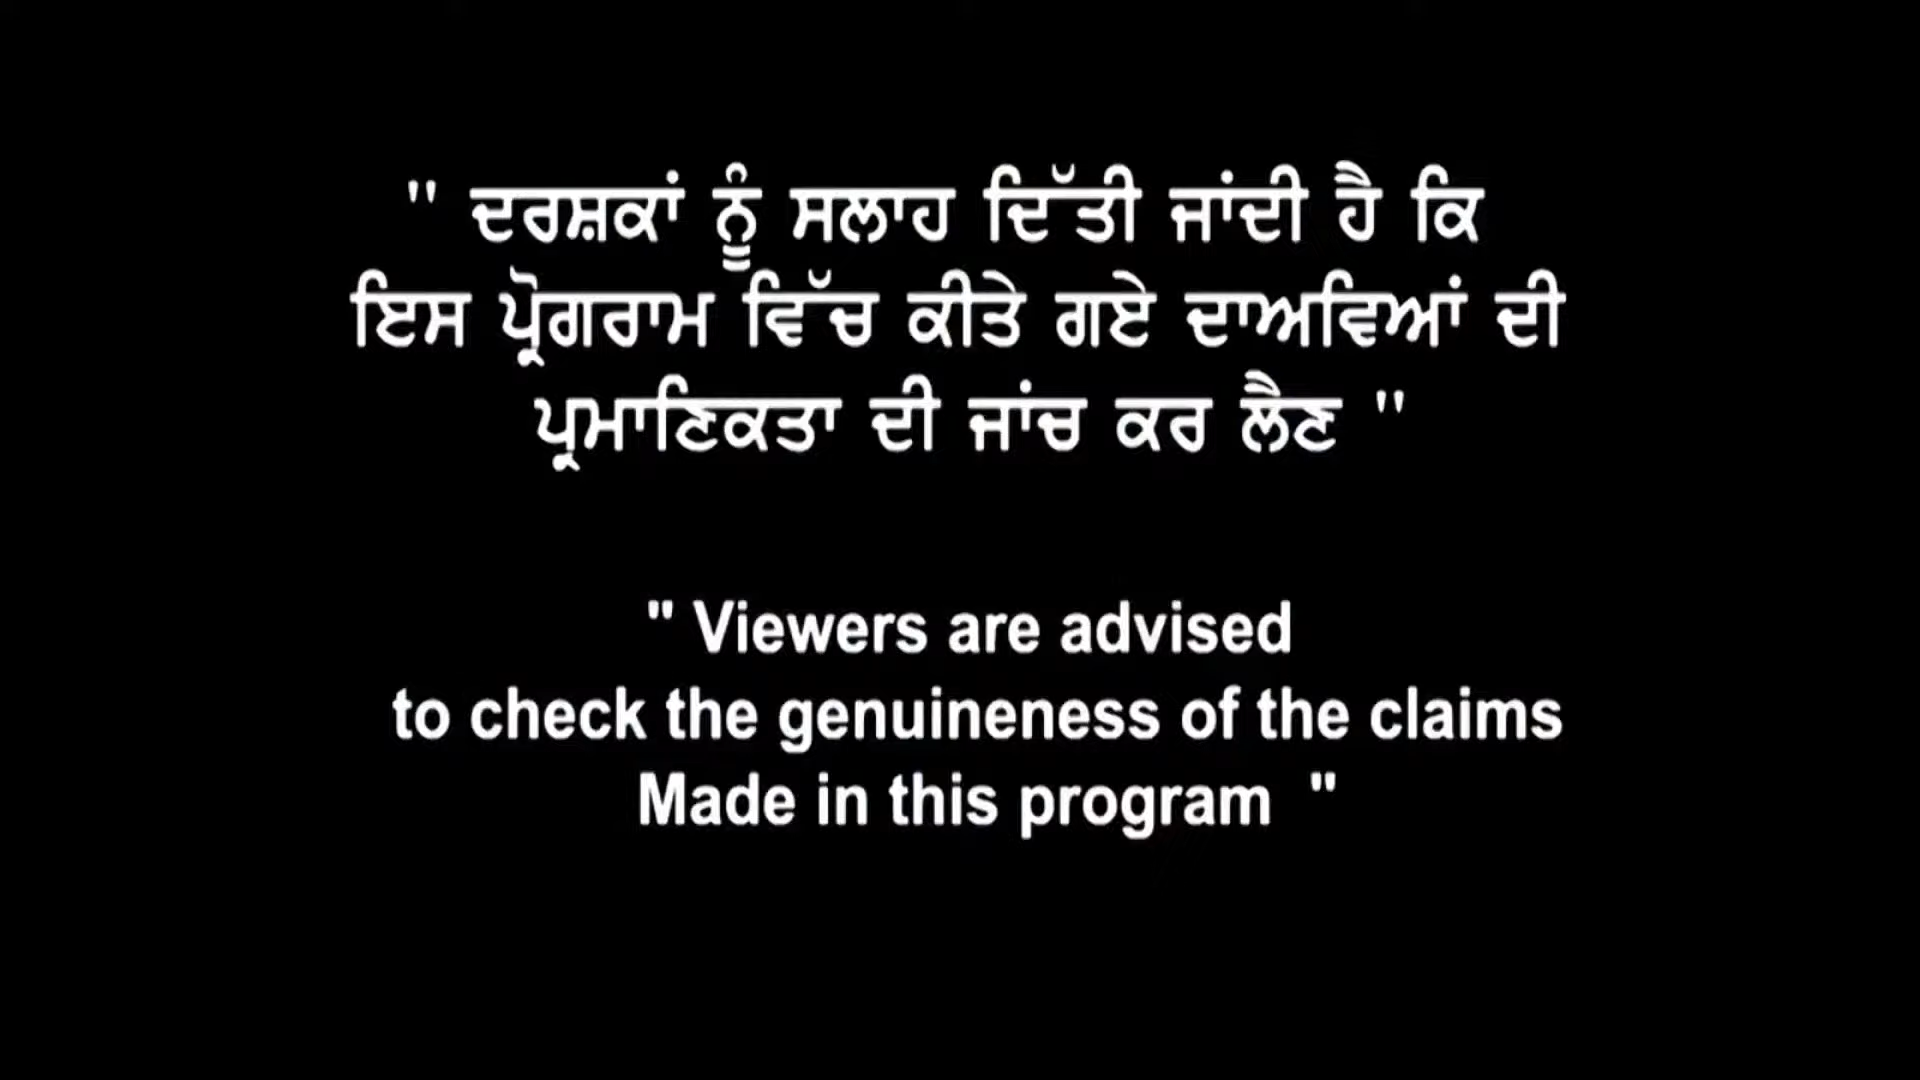 " ਦਰਸ਼ਕਾਂ ਨੂੰ ਸਲਾਹ ਦਿੱਤੀ ਜਾਂਦੀ ਹੈ ਕਿ
ਇਸ ਪ੍ਰੋਗਰਾਮ ਵਿੱਚ ਕੀਤੇ ਗਏ ਦਾਅਵਿਆਂ ਦੀ
ਪ੍ਰਮਾਣਿਕਤਾ ਦੀ ਜਾਂਚ ਕਰ ਲੈਣ "
" Viewers are advised
to check the genuineness of the claims
Made in this program "